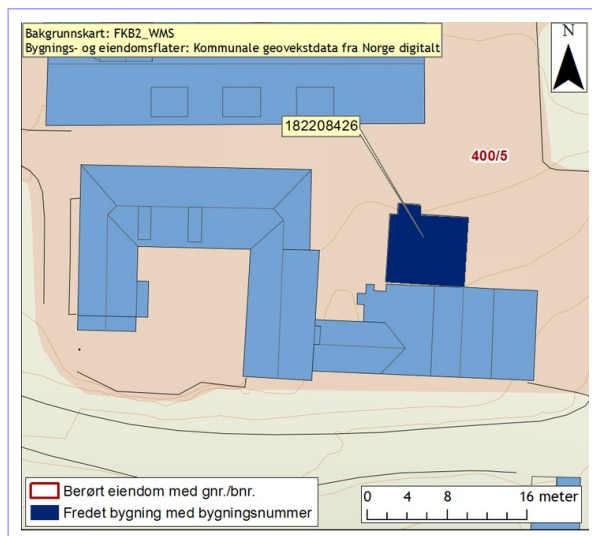 Bakgrunnskart: FKB2_WMS
Bygnings- og eiendomsflater: Kommunale geovekstdata fra Norge digitalt
N
182208426
400/5
Berørt eiendom med gnr./bnr.
Fredet bygning med bygningsnummer
0 4 8 16 meter